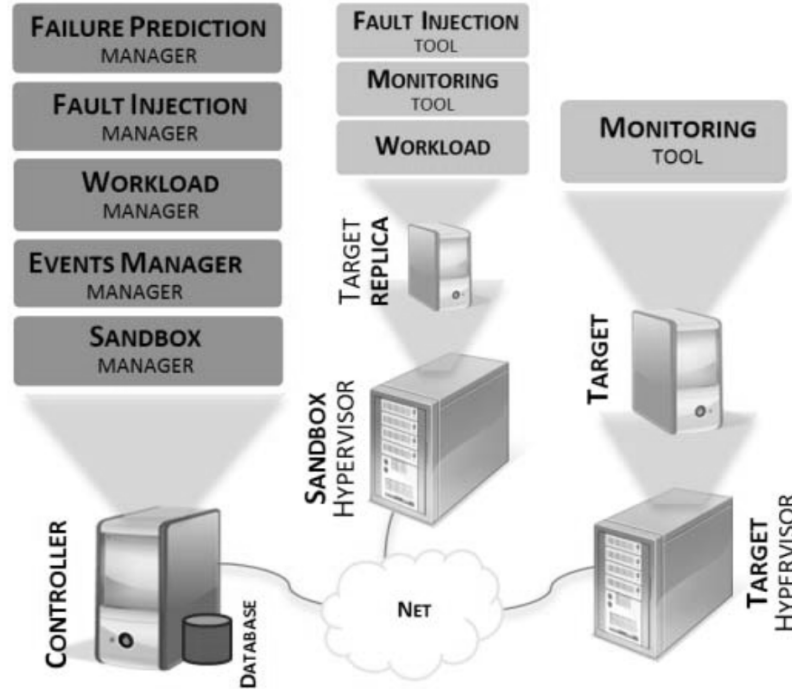 FAILURE PREDICTION
MANAGER
FAULT INJECTION
MANAGER
WORKLOAD
MANAGER
EVENTS MANAGER
MANAGER
SANDBOX
MANAGER
CONTROLLER
DATABASE
FAULT INJECTION
TOOL
MONITORING
TOOL
WORKLOAD
TARGET
REPLICA
SANDBOX
HYPERVISOR
NET
MONITORING
TOOL
TARGET
TARGET
HYPERVISOR